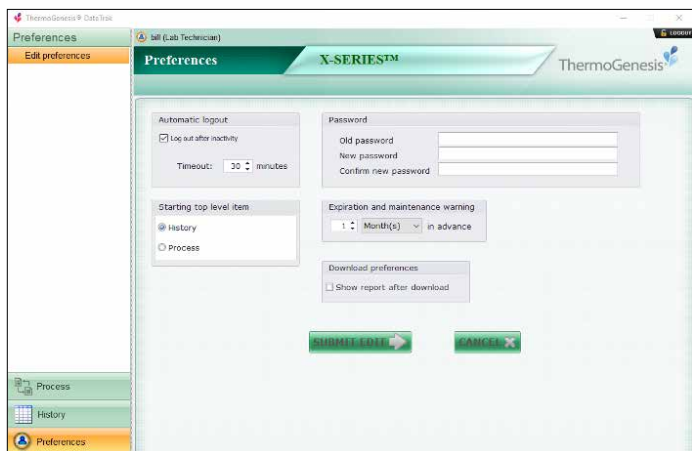 ThermoGenesis® DataTrak
Preferences
Edit preferences
bill (Lab Technician)
LOGOUT
Preferences
X-SERIES™
ThermoGenesis
Automatic logout
Log out after inactivity
Timeout: 30 minutes
Password
Old password
New password
Confirm new password
Starting top level item
History
Process
Expiration and maintenance warning
1 Month(s) in advance
Download preferences
Show report after download
SUBMIT EDIT
CANCEL
Process
History
Preferences